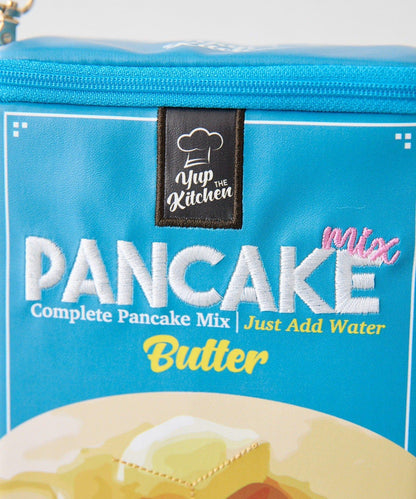 Yup THE
Kitchen
mix
PANCAKE
Complete Pancake Mix | Just Add Water
Butter